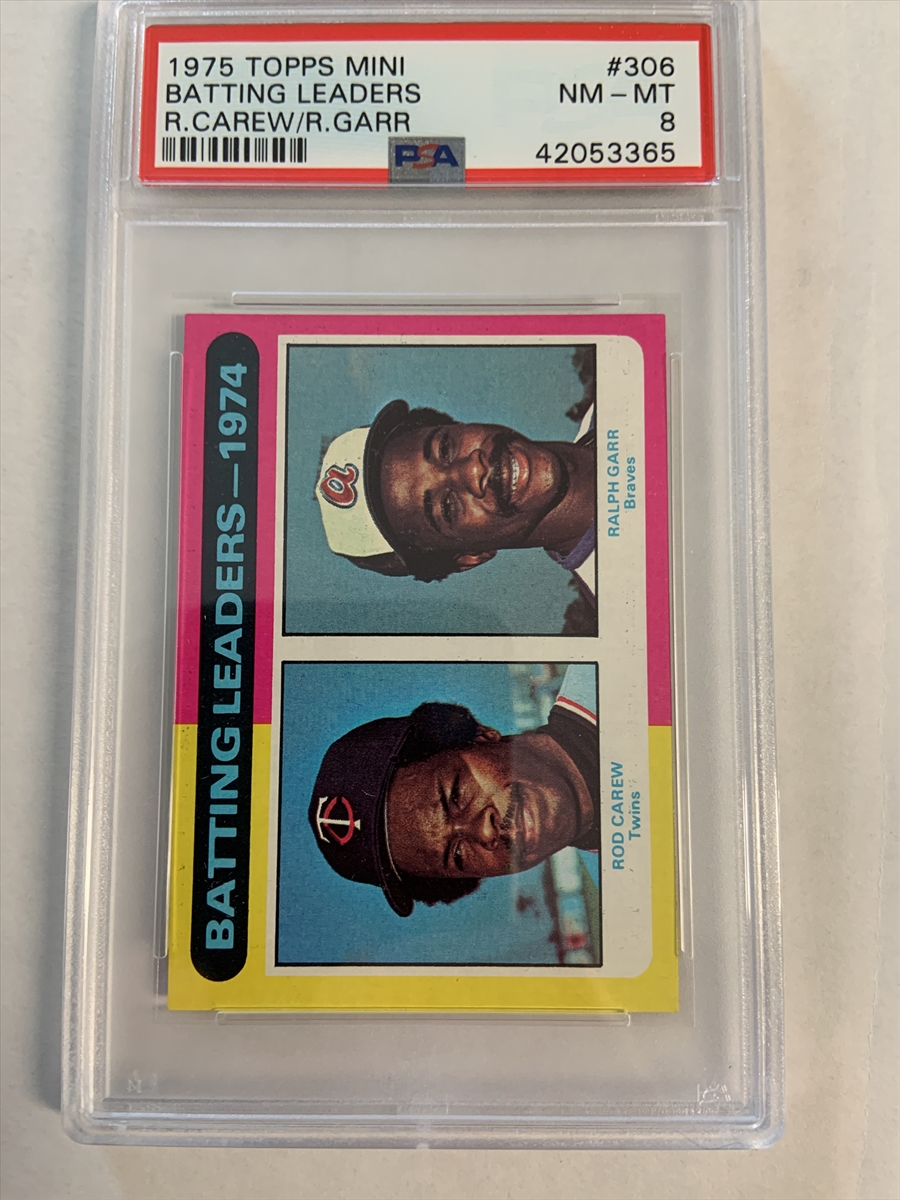 1975 TOPPS MINI #306
BATTING LEADERS NM – MT
R.CAREW/R.GARR 8
PSA 42053365
BATTING LEADERS—1974
a
RALPH GARR
Braves
TC
ROD CAREW
Twins